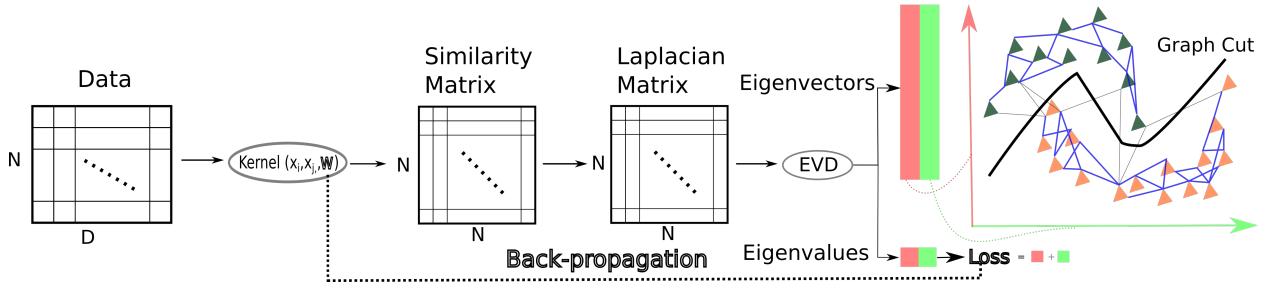 Data
N
D
Kernel (xi,xj,,W)
Similarity
Matrix
N
N
Laplacian
Matrix
N
N
EVD
Eigenvectors
Eigenvalues
Graph Cut
Loss = +
Back-propagation